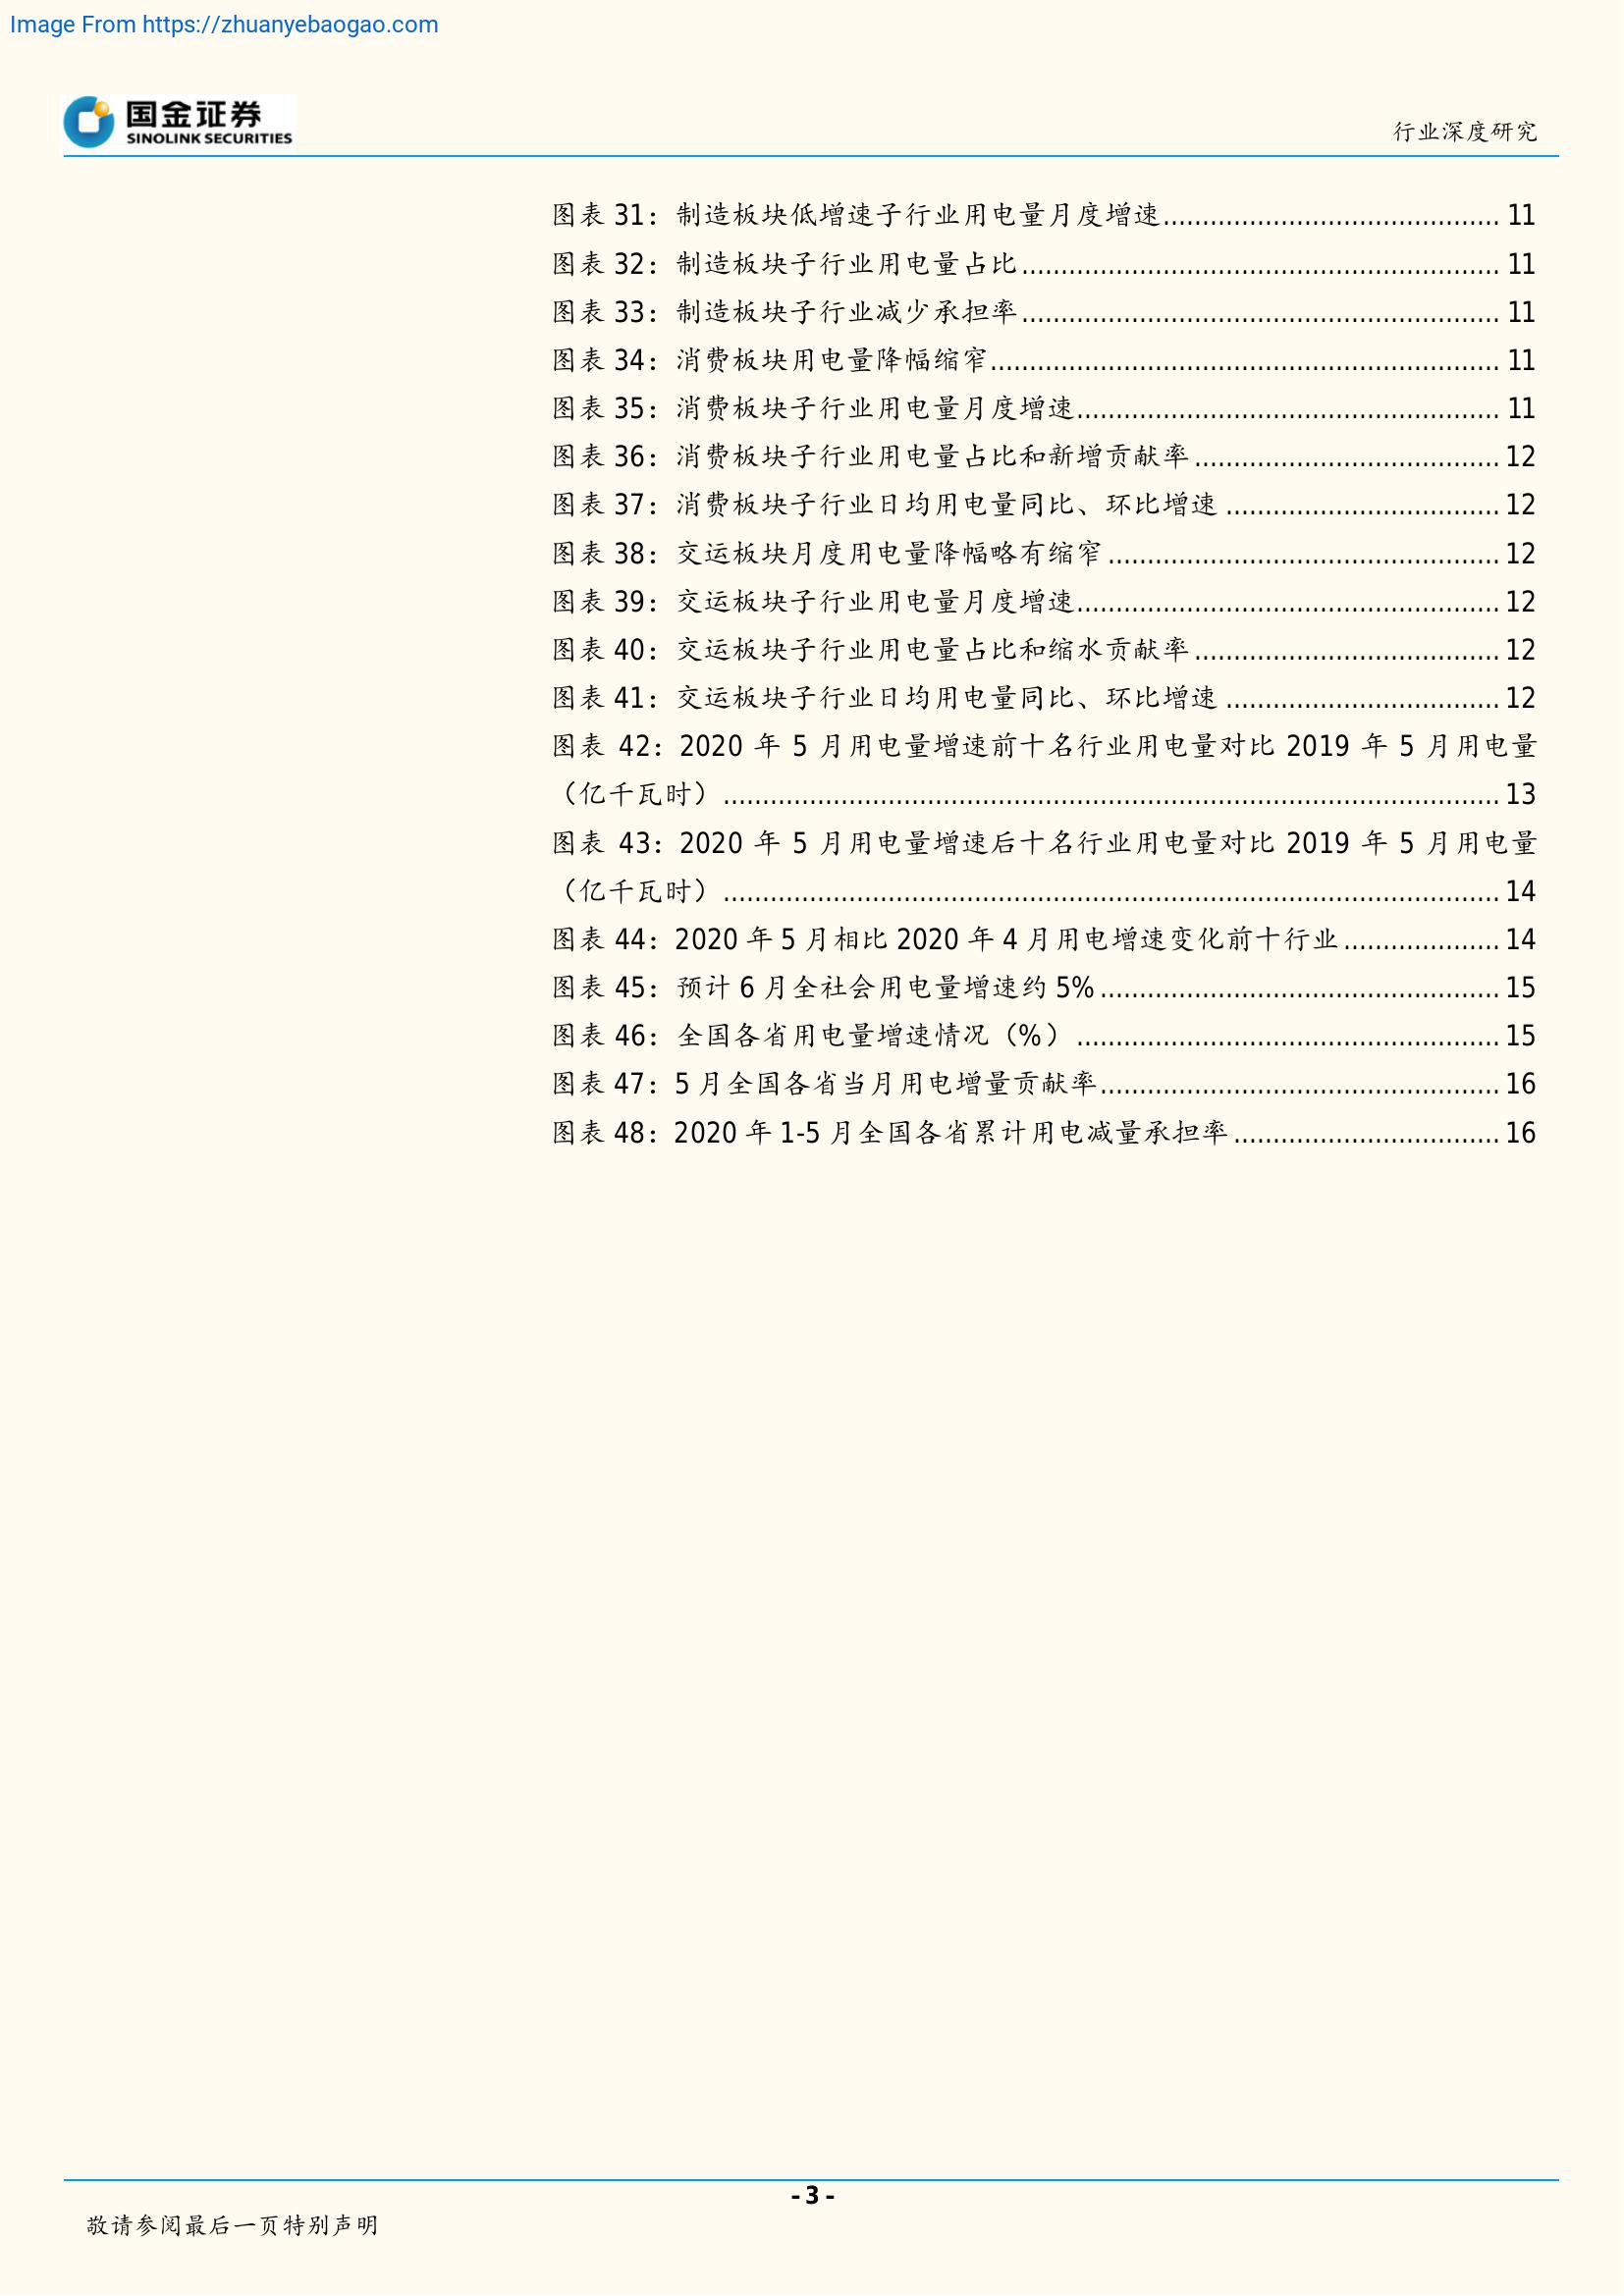 Image From https://zhuanyebaogao.com
国金证券
SINOLINK SECURITIES
行业深度研究
图表 31：制造板块低增速子行业用电量月度增速........................................... 11
图表 32：制造板块子行业用电量占比............................................................. 11
图表 33：制造板块子行业减少承担率............................................................. 11
图表 34：消费板块用电量降幅缩窄................................................................. 11
图表 35：消费板块子行业用电量月度增速...................................................... 11
图表 36：消费板块子行业用电量占比和新增贡献率....................................... 12
图表 37：消费板块子行业日均用电量同比、环比增速 ................................... 12
图表 38：交运板块月度用电量降幅略有缩窄.................................................. 12
图表 39：交运板块子行业用电量月度增速...................................................... 12
图表 40：交运板块子行业用电量占比和缩水贡献率....................................... 12
图表 41：交运板块子行业日均用电量同比、环比增速 ................................... 12
图表 42：2020 年 5 月用电量增速前十名行业用电量对比 2019 年 5 月用电量
（亿千瓦时）................................................................................................... 13
图表 43：2020 年 5 月用电量增速后十名行业用电量对比 2019 年 5 月用电量
（亿千瓦时）................................................................................................... 14
图表 44：2020 年 5 月相比 2020 年 4 月用电增速变化前十行业.................... 14
图表 45：预计 6 月全社会用电量增速约 5%................................................... 15
图表 46：全国各省用电量增速情况（%）...................................................... 15
图表 47：5 月全国各省当月用电增量贡献率................................................... 16
图表 48：2020 年 1-5 月全国各省累计用电减量承担率.................................. 16
- 3 -
敬请参阅最后一页特别声明